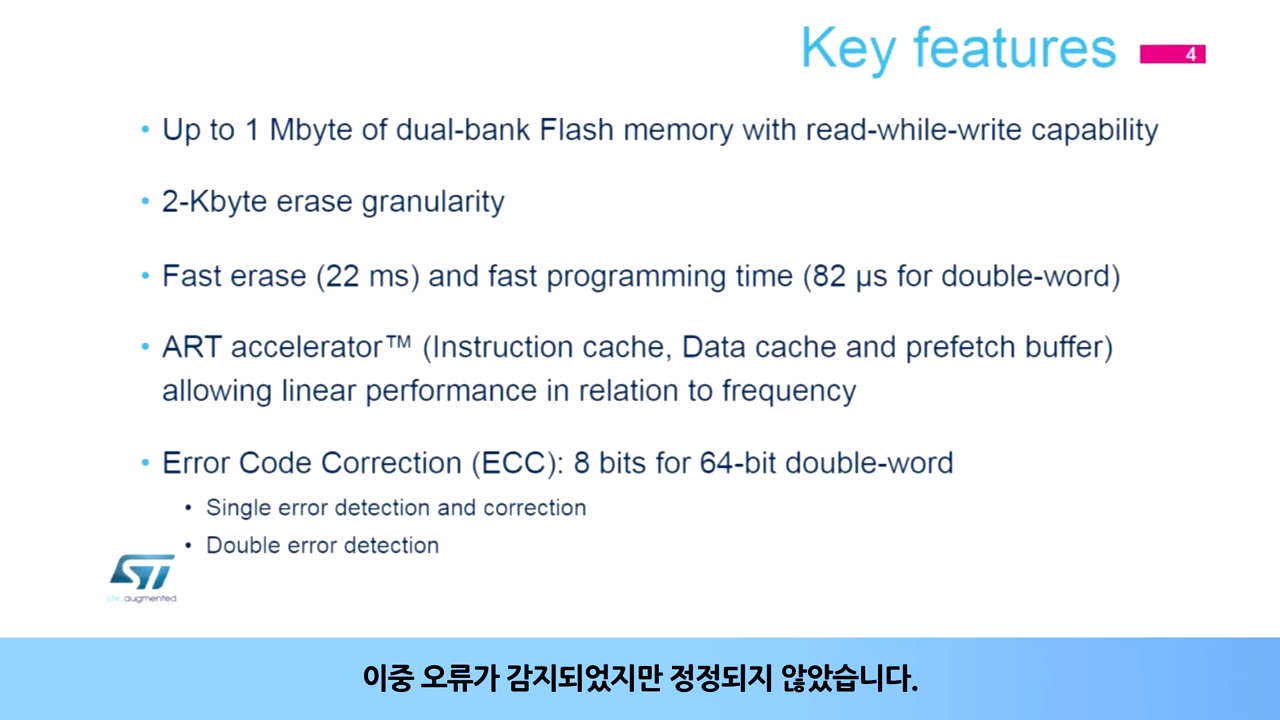 Key features
4
• Up to 1 Mbyte of dual-bank Flash memory with read-while-write capability
• 2-Kbyte erase granularity
• Fast erase (22 ms) and fast programming time (82 µs for double-word)
• ART accelerator™ (Instruction cache, Data cache and prefetch buffer)
allowing linear performance in relation to frequency
• Error Code Correction (ECC): 8 bits for 64-bit double-word
• Single error detection and correction
• Double error detection
ST
life.augmented
이중 오류가 감지되었지만 정정되지 않았습니다.